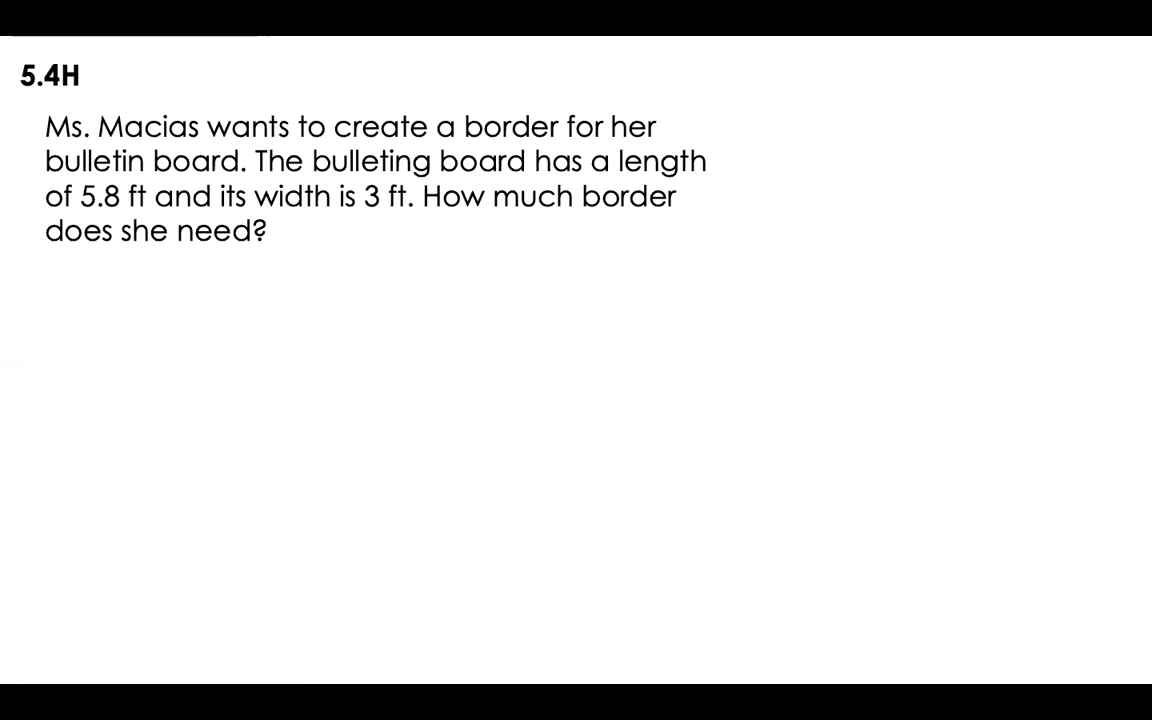 5.4H
Ms. Macias wants to create a border for her
bulletin board. The bulleting board has a length
of 5.8 ft and its width is 3 ft. How much border
does she need?